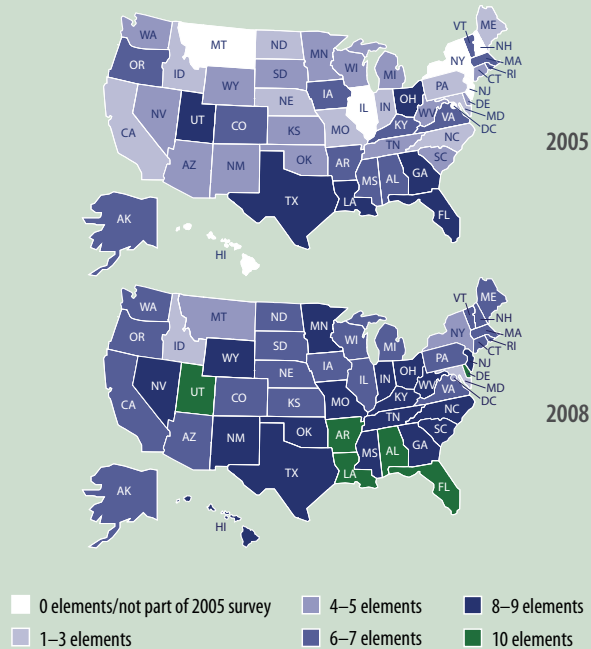 WA
OR
CA
NV
ID
MT
WY
UT
AZ
CO
NM
ND
SD
NE
KS
OK
TX
MN
IA
MO
AR
LA
WI
IL
MS
MI
IN
KY
TN
AL
OH
WV
GA
FL
SC
NC
VA
PA
NY
VT
ME
NH
MA
RI
CT
NJ
DE
MD
DC
AK
HI
2005
WA
OR
CA
NV
ID
MT
WY
UT
AZ
CO
NM
ND
SD
NE
KS
OK
TX
MN
IA
MO
AR
LA
WI
IL
MS
MI
IN
KY
TN
AL
OH
WV
GA
FL
SC
NC
VA
PA
NY
VT
ME
NH
MA
RI
CT
NJ
DE
MD
DC
AK
HI
2008
0 elements/not part of 2005 survey
4–5 elements
8–9 elements
1–3 elements
6–7 elements
10 elements